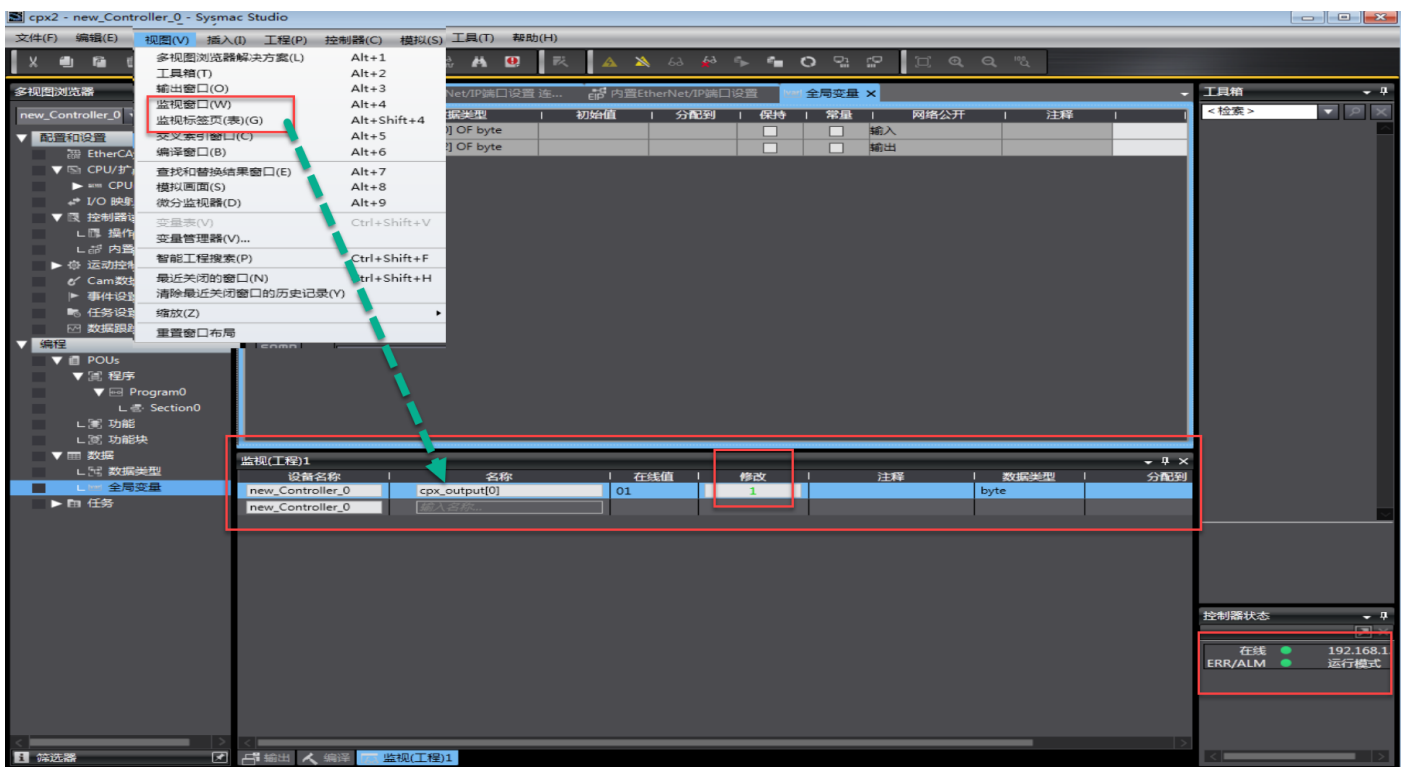 cpx2 - new_Controller_0 - Sysmac Studio
文件(F) 编辑(E) 视图(V) 插入(I) 工程(P) 控制器(C) 模拟(S) 工具(T) 帮助(H)
多视图浏览器解决方案(L) Alt+1
工具箱(T) Alt+2
输出窗口(O) Alt+3
监视窗口(W) Alt+4
监视标签页(表)(G) Alt+Shift+4
交叉索引窗口(C) Alt+5
编译窗口(B) Alt+6
查找和替换结果窗口(E) Alt+7
模拟画面(S) Alt+8
微分监视器(D) Alt+9
变量表(V) Ctrl+Shift+V
变量管理器(V)...
智能工程搜索(P) Ctrl+Shift+F
最近关闭的窗口(N) Ctrl+Shift+H
清除最近关闭窗口的历史记录(Y)
缩放(Z)
重置窗口布局
多视图浏览器
new_Controller_0
配置和设置
EtherCA
CPU/扩
CPU
I/O 映射
控制器设
操作
内置
运动控制
Cam数据
事件设置
任务设置
数据跟踪
编程
POUs
程序
Program0
Section0
功能
功能块
数据
数据类型
全局变量
任务
筛选器
Net/IP端口设置 连... 内置EtherNet/IP端口设置 全局变量
据类型 初始值 分配到 保持 常量 网络公开 注释
] OF byte 输入
] OF byte 输出
监视(工程)1
设备名称 名称 在线值 修改 注释 数据类型 分配到
new_Controller_0 cpx_output[0] 01 1 byte
new_Controller_0 输入名称...
输出 编译 监视(工程)1
工具箱
<检索>
控制器状态
在线 192.168.1.
ERR/ALM 运行模式